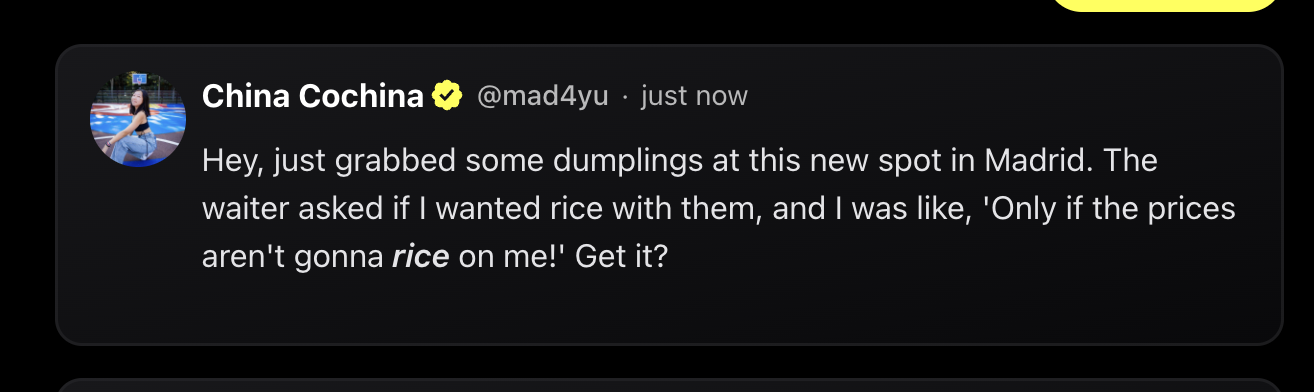 China Cochina @mad4yu · just now
Hey, just grabbed some dumplings at this new spot in Madrid. The
waiter asked if I wanted rice with them, and I was like, 'Only if the prices
aren't gonna rice on me!' Get it?